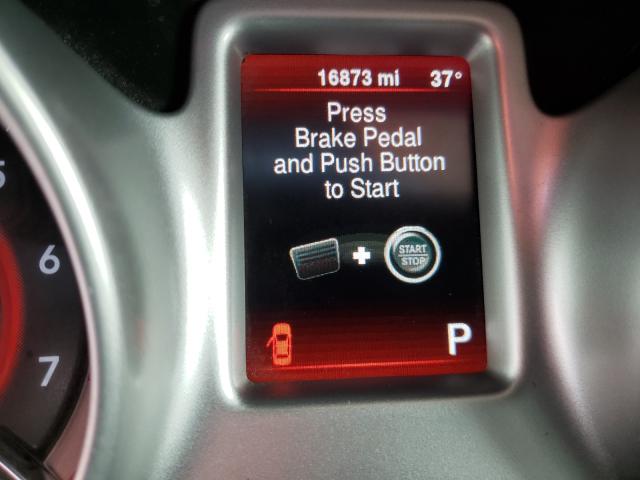 16873 mi 37°
Press
Brake Pedal
and Push Button
to Start
START
STOP
P
6
7